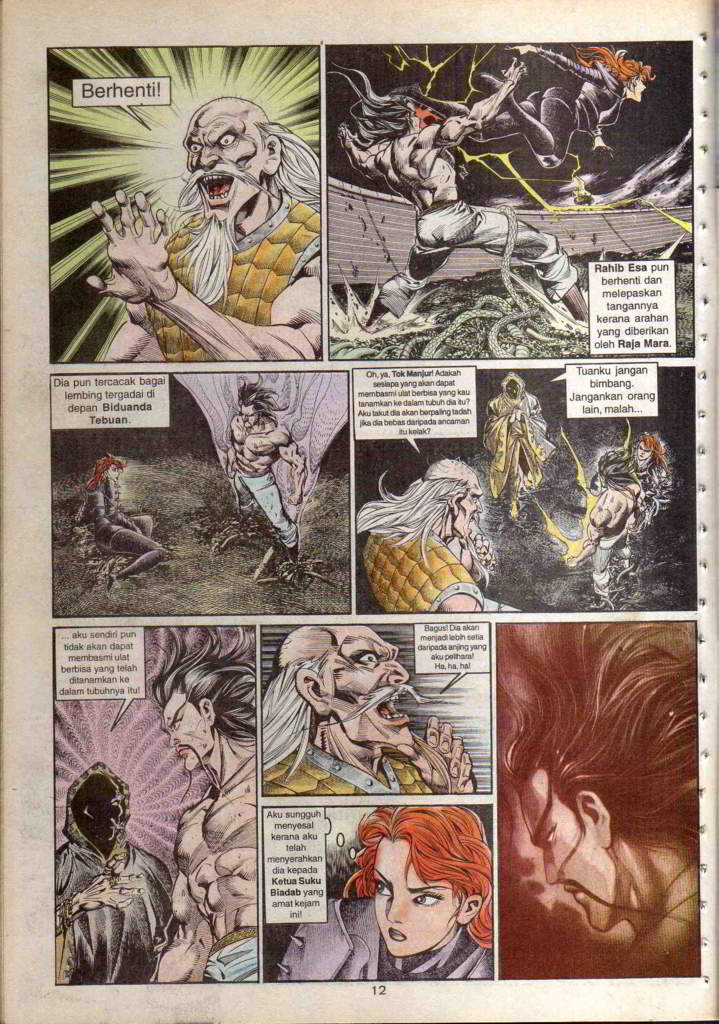 Berhenti!
Rahib Esa pun
berhenti dan
melepaskan
tangannya
kerana arahan
yang diberikan
oleh Raja Mara.
Dia pun tercacak bagai
lembing tergadai di
depan Biduanda
Tebuan.
Oh, ya, Tok Manjur! Adakah
sesiapa yang akan dapat
membasmi ulat berbisa yang kau
tanamkan ke dalam tubuh dia itu?
Aku takut dia akan berpaling tadah
jika dia bebas daripada ancaman
itu kelak?
Tuanku jangan
bimbang.
Jangankan orang
lain, malah...
... aku sendiri pun
tidak akan dapat
membasmi ulat
berbisa yang telah
ditanamkan ke
dalam tubuhnya itu!
Bagus! Dia akan
menjadi lebih setia
daripada anjing yang
aku pelihara!
Ha, ha, ha!
Aku sungguh
menyesal
kerana aku
telah
menyerahkan
dia kepada
Ketua Suku
Biadab yang
amat kejam
ini!
12